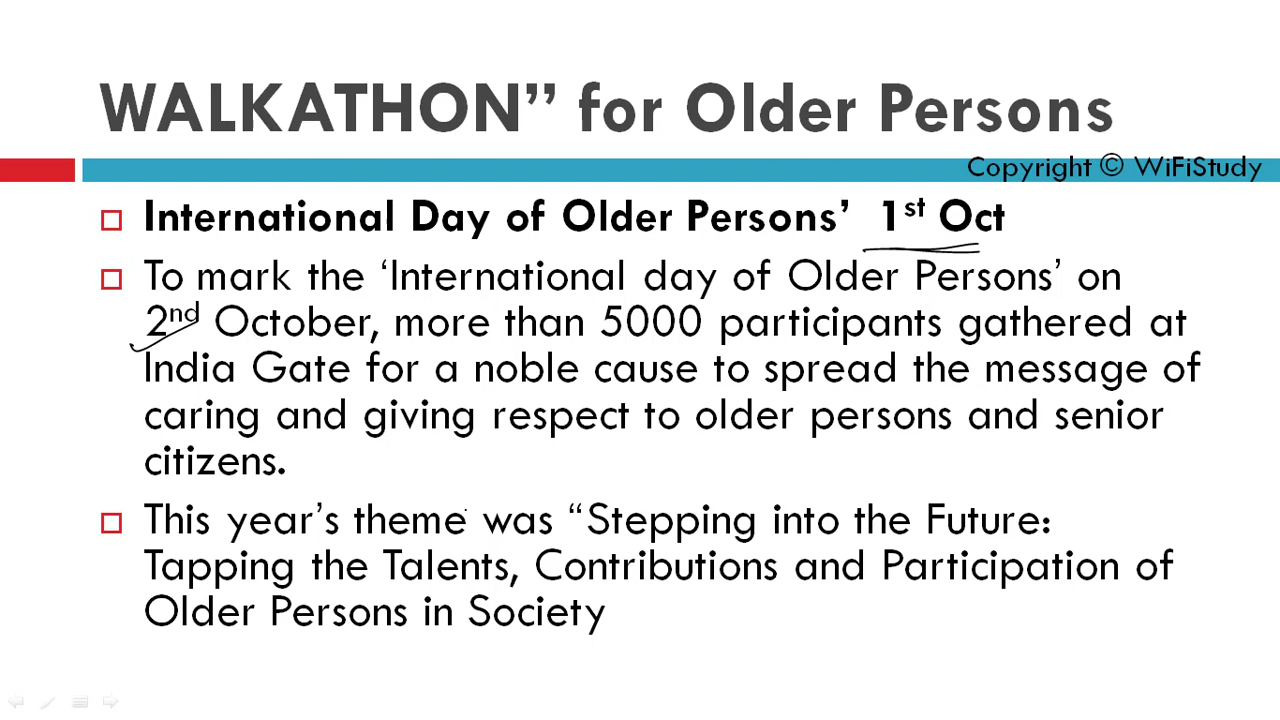 WALKATHON” for Older Persons
Copyright © WiFiStudy
International Day of Older Persons’ 1st Oct
To mark the ‘International day of Older Persons’ on
2nd October, more than 5000 participants gathered at
India Gate for a noble cause to spread the message of
caring and giving respect to older persons and senior
citizens.
This year’s theme was “Stepping into the Future:
Tapping the Talents, Contributions and Participation of
Older Persons in Society